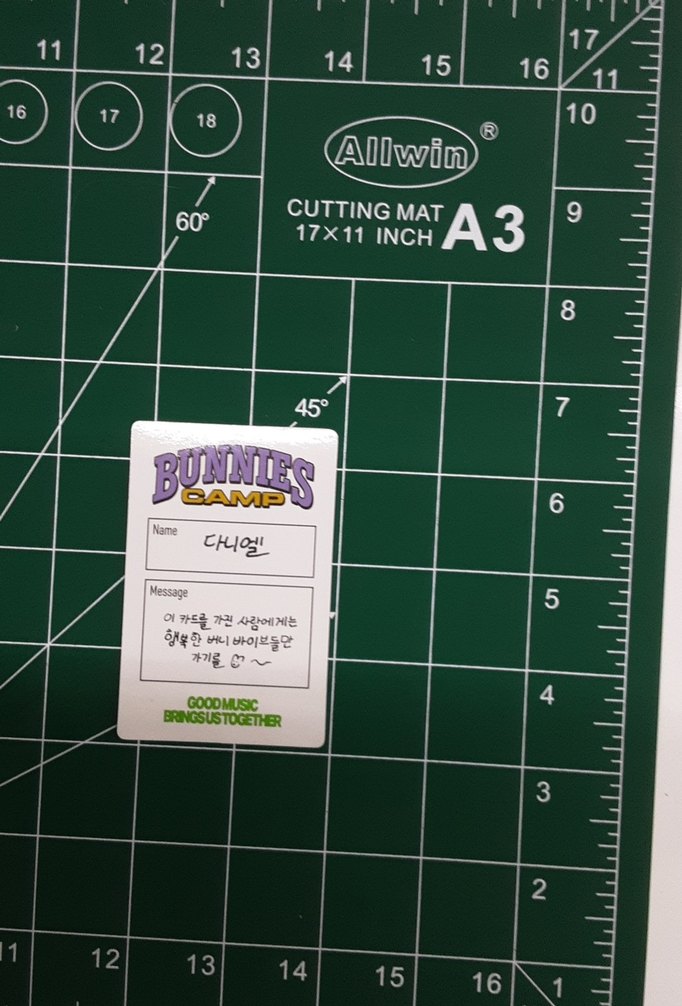 11 12 13 14 15 16 17
11
16 17 18
10
Allwin ®
60°
CUTTING MAT
17×11 INCH
A3
9
8
45°
7
BUNNIES
CAMP
6
Name
다니엘
5
Message
이 카드를 가진 사람에게는
행복한 버니 바이브들만
가기를 ♡ ~
4
GOOD MUSIC
BRINGS US TOGETHER
3
2
11 12 13 14 15 16 1